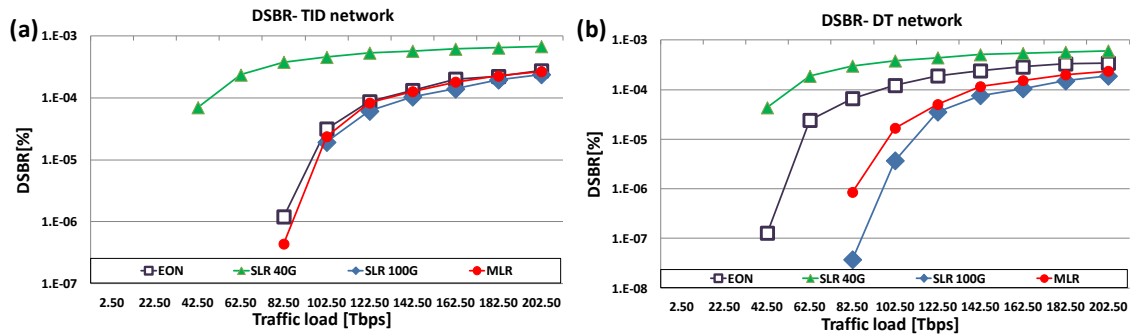 (a)
DSBR- TID network
DSBR[%]
1.E-03
1.E-04
1.E-05
1.E-06
1.E-07
EON SLR 40G SLR 100G MLR
2.50 22.50 42.50 62.50 82.50 102.50 122.50 142.50 162.50 182.50 202.50
Traffic load [Tbps]
(b)
DSBR- DT network
DSBR[%]
1.E-03
1.E-04
1.E-05
1.E-06
1.E-07
1.E-08
EON SLR 40G SLR 100G MLR
2.50 22.50 42.50 62.50 82.50 102.50 122.50 142.50 162.50 182.50 202.50
Traffic load [Tbps]